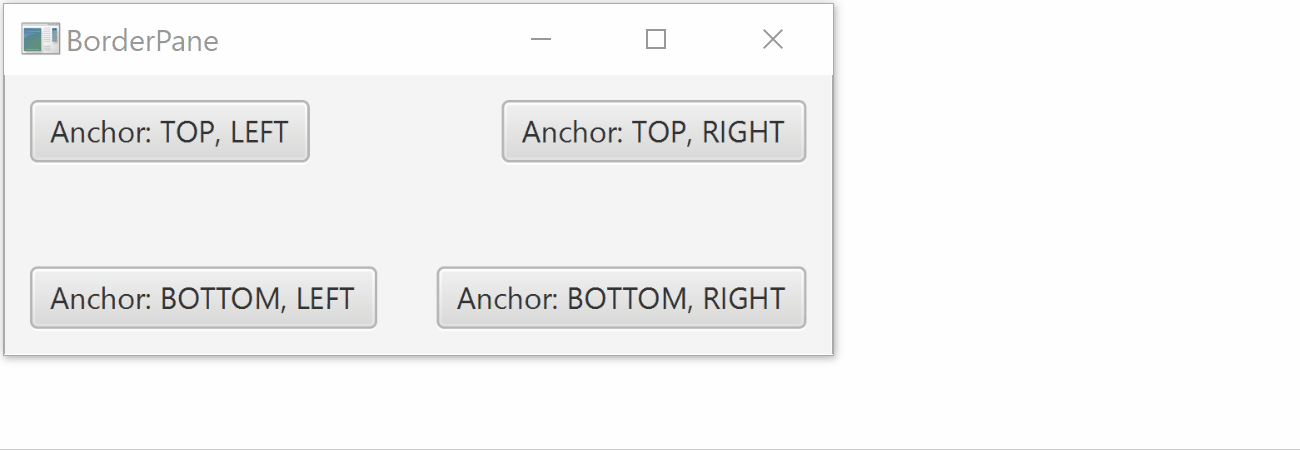 BorderPane
Anchor: TOP, LEFT
Anchor: TOP, RIGHT
Anchor: BOTTOM, LEFT
Anchor: BOTTOM, RIGHT